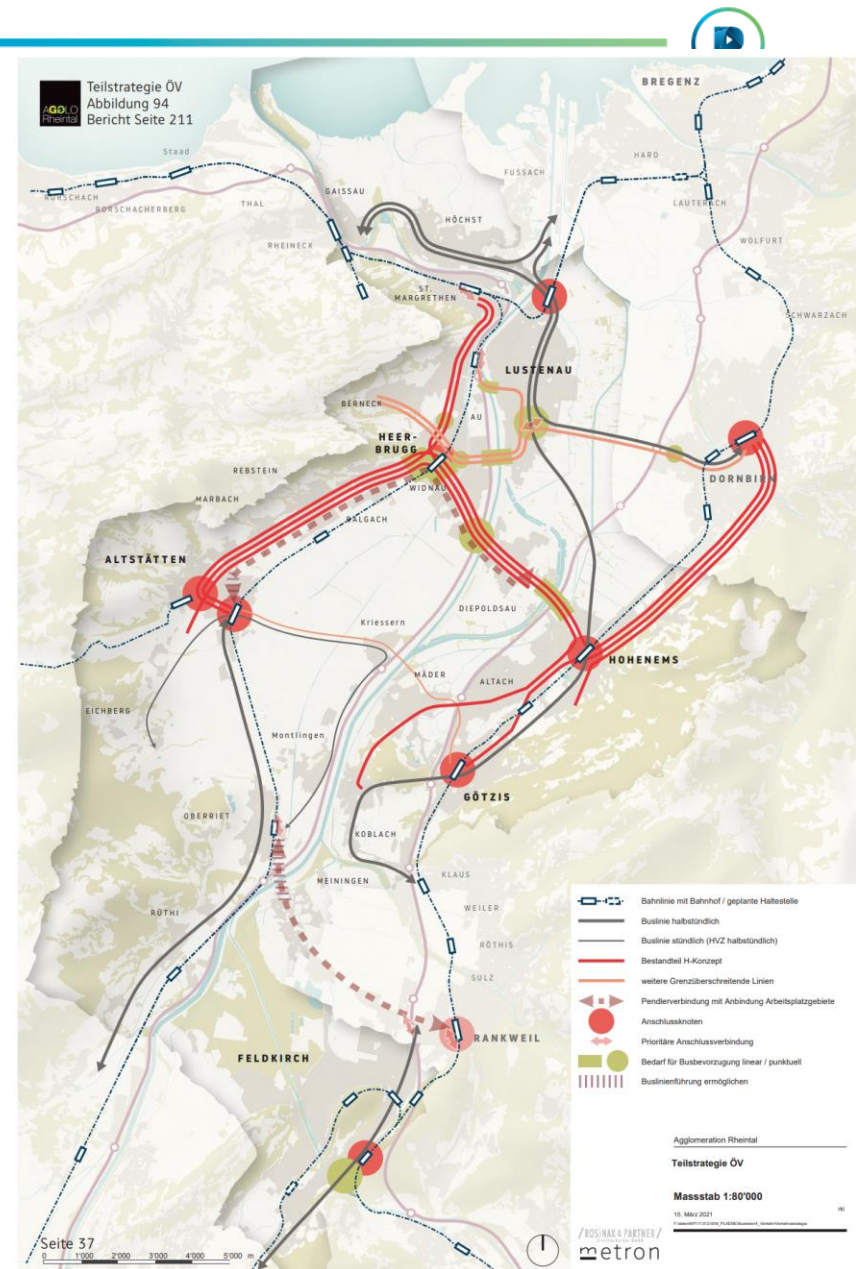 AGGLO
Rheintal
Teilstrategie ÖV
Abbildung 94
Bericht Seite 211
BREGENZ
Staad
HARD
FUSSACH
GAISSAU
RORSCHACH
RORSCHACHERBERG
THAL
HÖCHST
LAUTERACH
RHEINECK
WOLFURT
ST.
MARGRETHEN
SCHWARZACH
LUSTENAU
BERNECK
AU
HEER-
BRUGG
REBSTEIN
DORNBIRN
WIDNAU
MARBACH
BALGACH
ALTSTÄTTEN
DIEPOLDSAU
Kriessern
HOHENEMS
MÄDER
ALTACH
EICHBERG
Montlingen
GÖTZIS
OBERRIET
KOBLACH
KLAUS
MEININGEN
WEILER
RÜTHI
RÖTHIS
SULZ
RANKWEIL
FELDKIRCH
Bahnlinie mit Bahnhof / geplante Haltestelle
Buslinie halbstündlich
Buslinie stündlich (HVZ halbstündlich)
Bestandteil H-Konzept
weitere Grenzüberschreitende Linien
Pendlerverbindung mit Anbindung Arbeitsplatzgebiete
Anschlussknoten
Prioritäre Anschlussverbindung
Bedarf für Busbevorzugung linear / punktuell
Buslinienführung ermöglichen
Agglomeration Rheintal
Teilstrategie ÖV
Massstab 1:80'000
15. März 2021
/ROSINAK & PARTNER/
metron
Seite 37
0 1'000 2'000 3'000 4'000 5'000 m